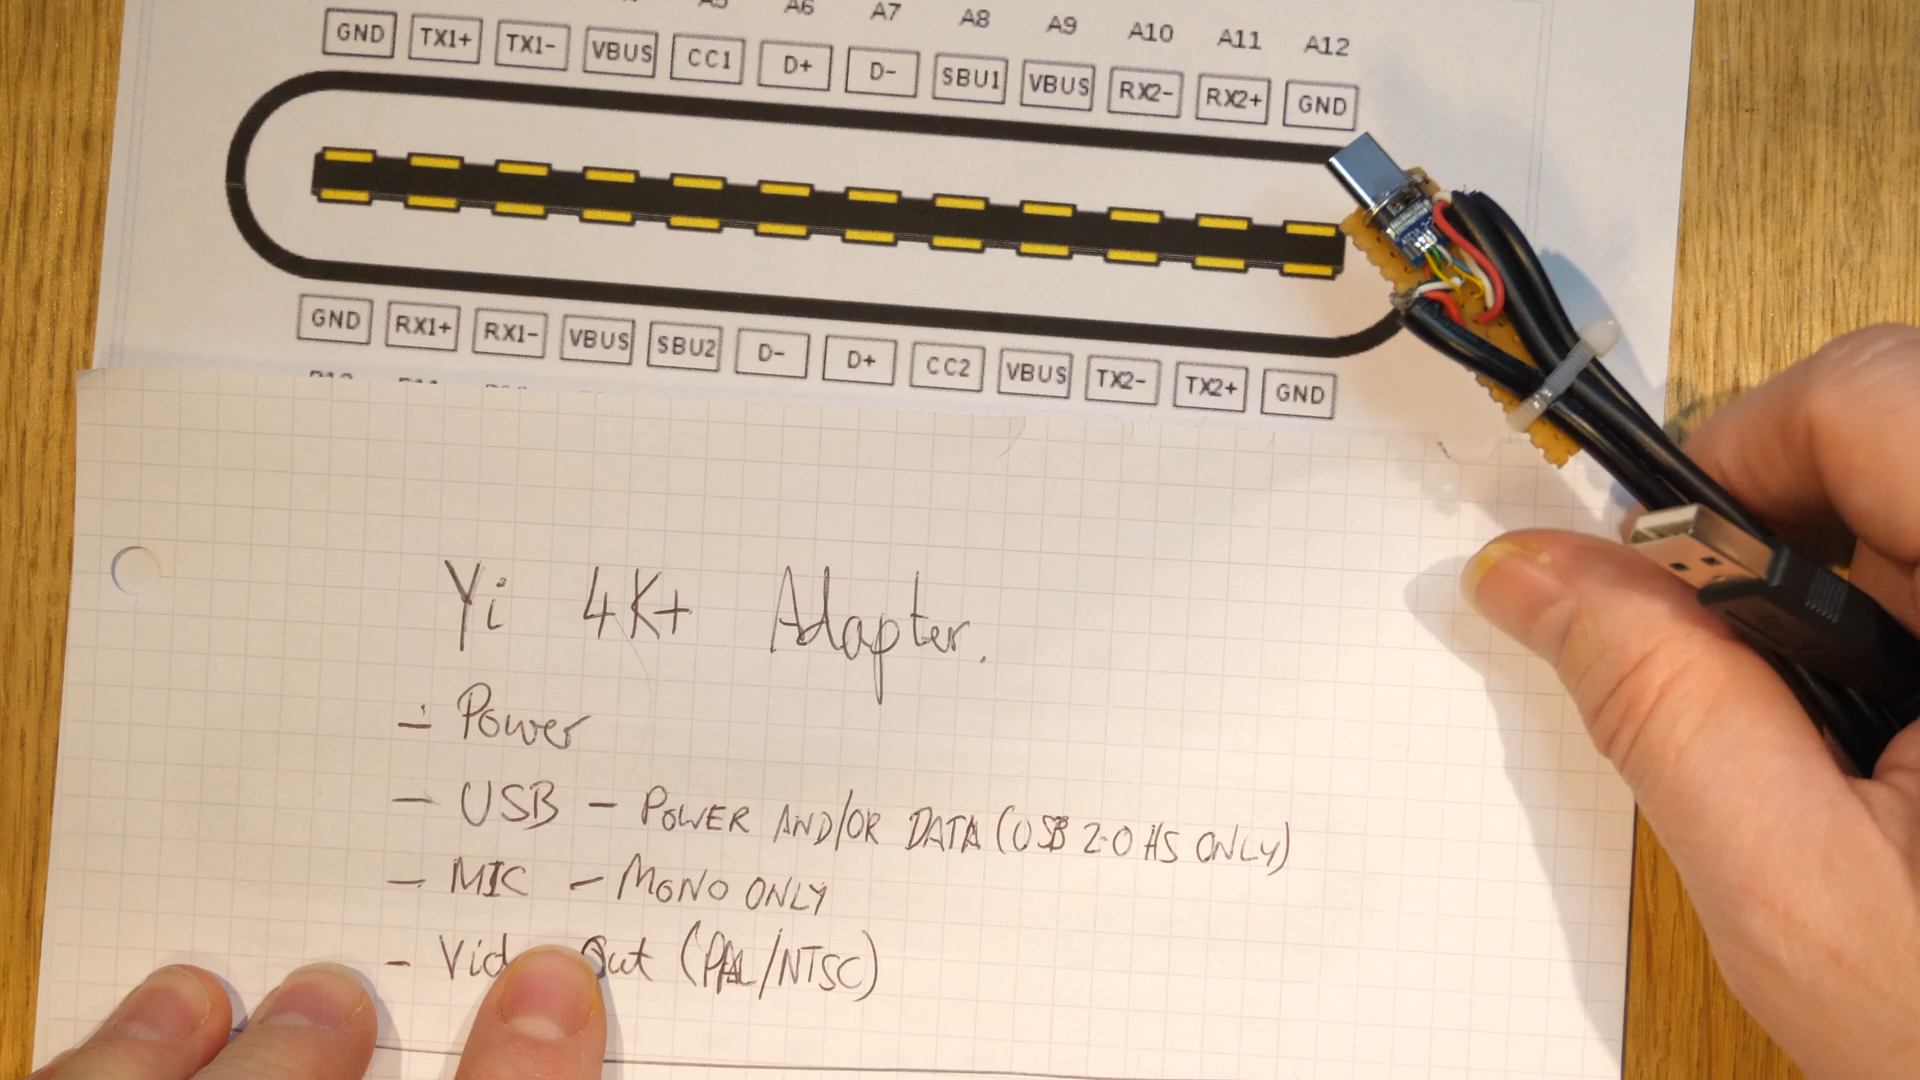 A5 A6 A7 A8 A9 A10 A11 A12
GND TX1+ TX1- VBUS CC1 D+ D- SBU1 VBUS RX2- RX2+ GND
GND RX1+ RX1- VBUS SBU2 D- D+ CC2 VBUS TX2- TX2+ GND
Yi 4K+ Adapter.
- Power
- USB - POWER AND/OR DATA (USB 2.0 HS ONLY)
- MIC - MONO ONLY
- Out (PAL/NTSC)